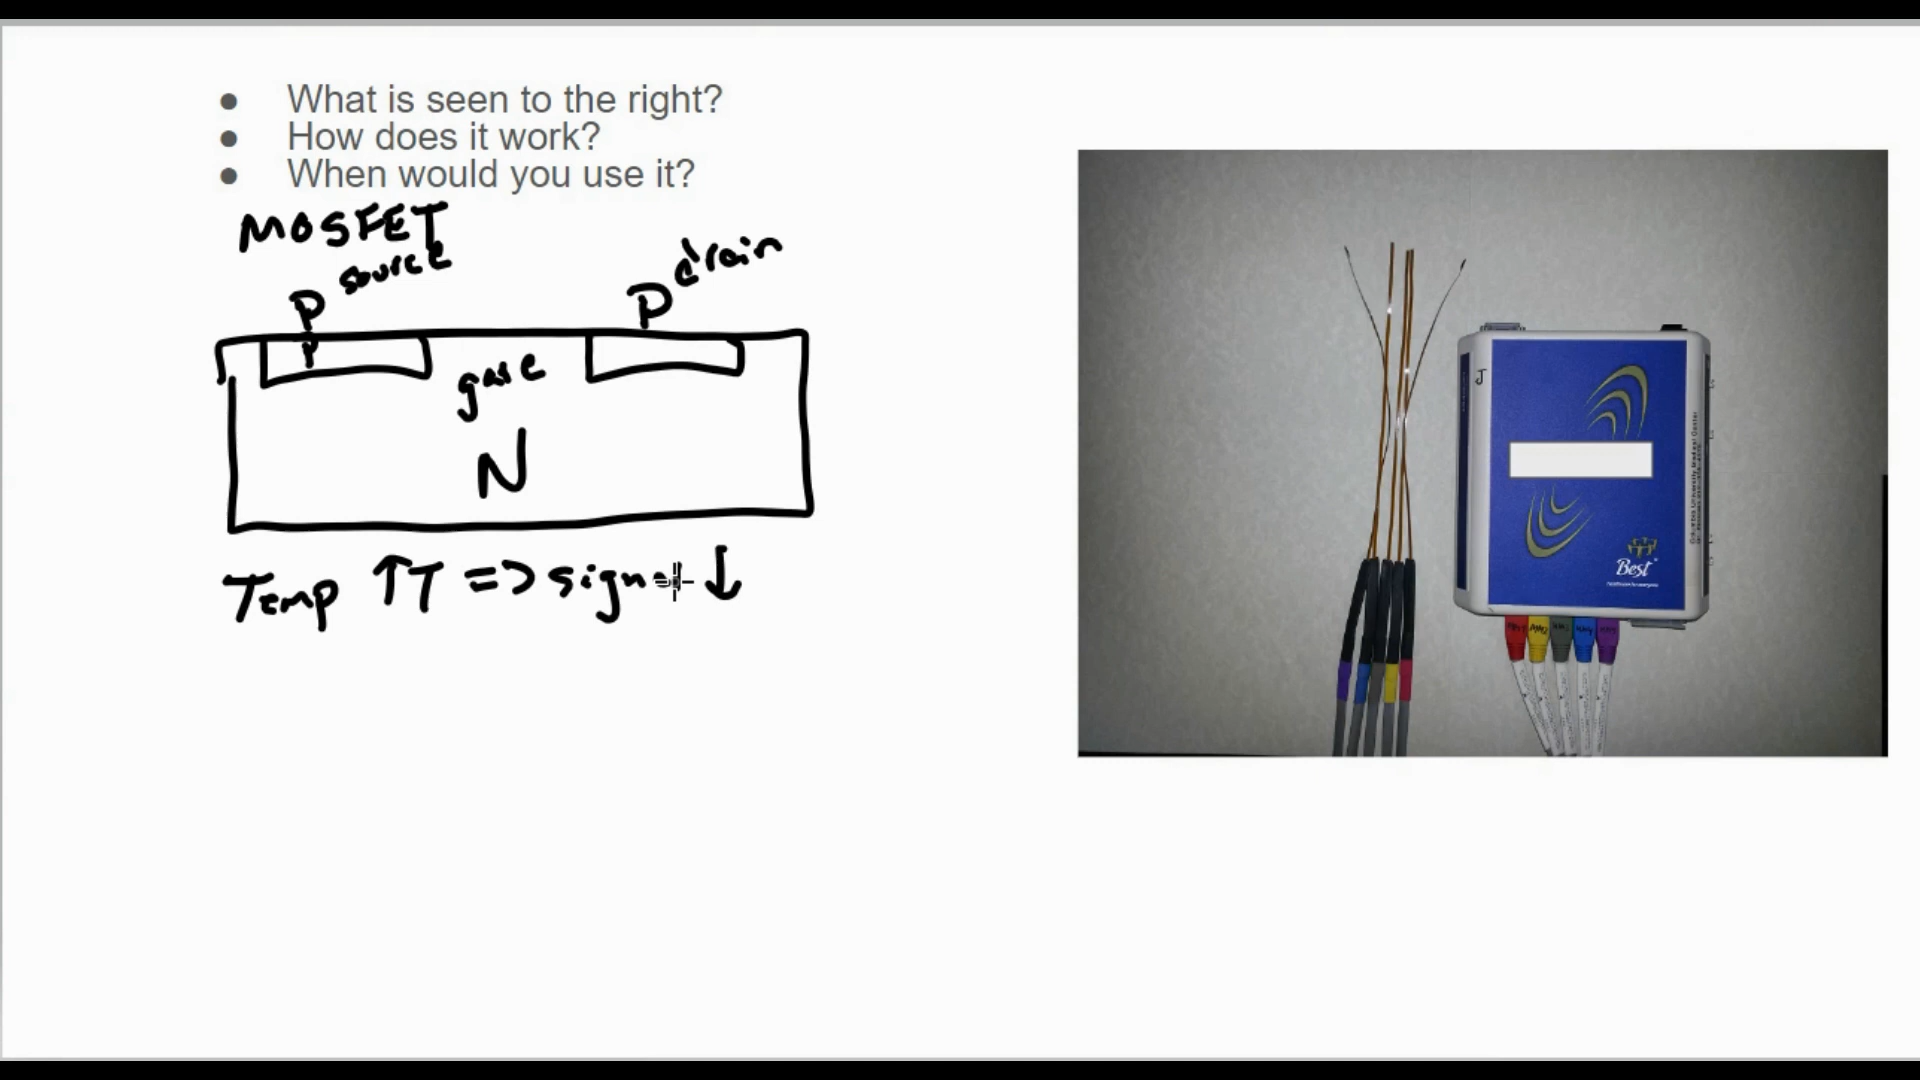 ● What is seen to the right?
● How does it work?
● When would you use it?
MOSFET
source
drain
P
P
P
gate
N
Temp ↑T => signal ↓
J
Best